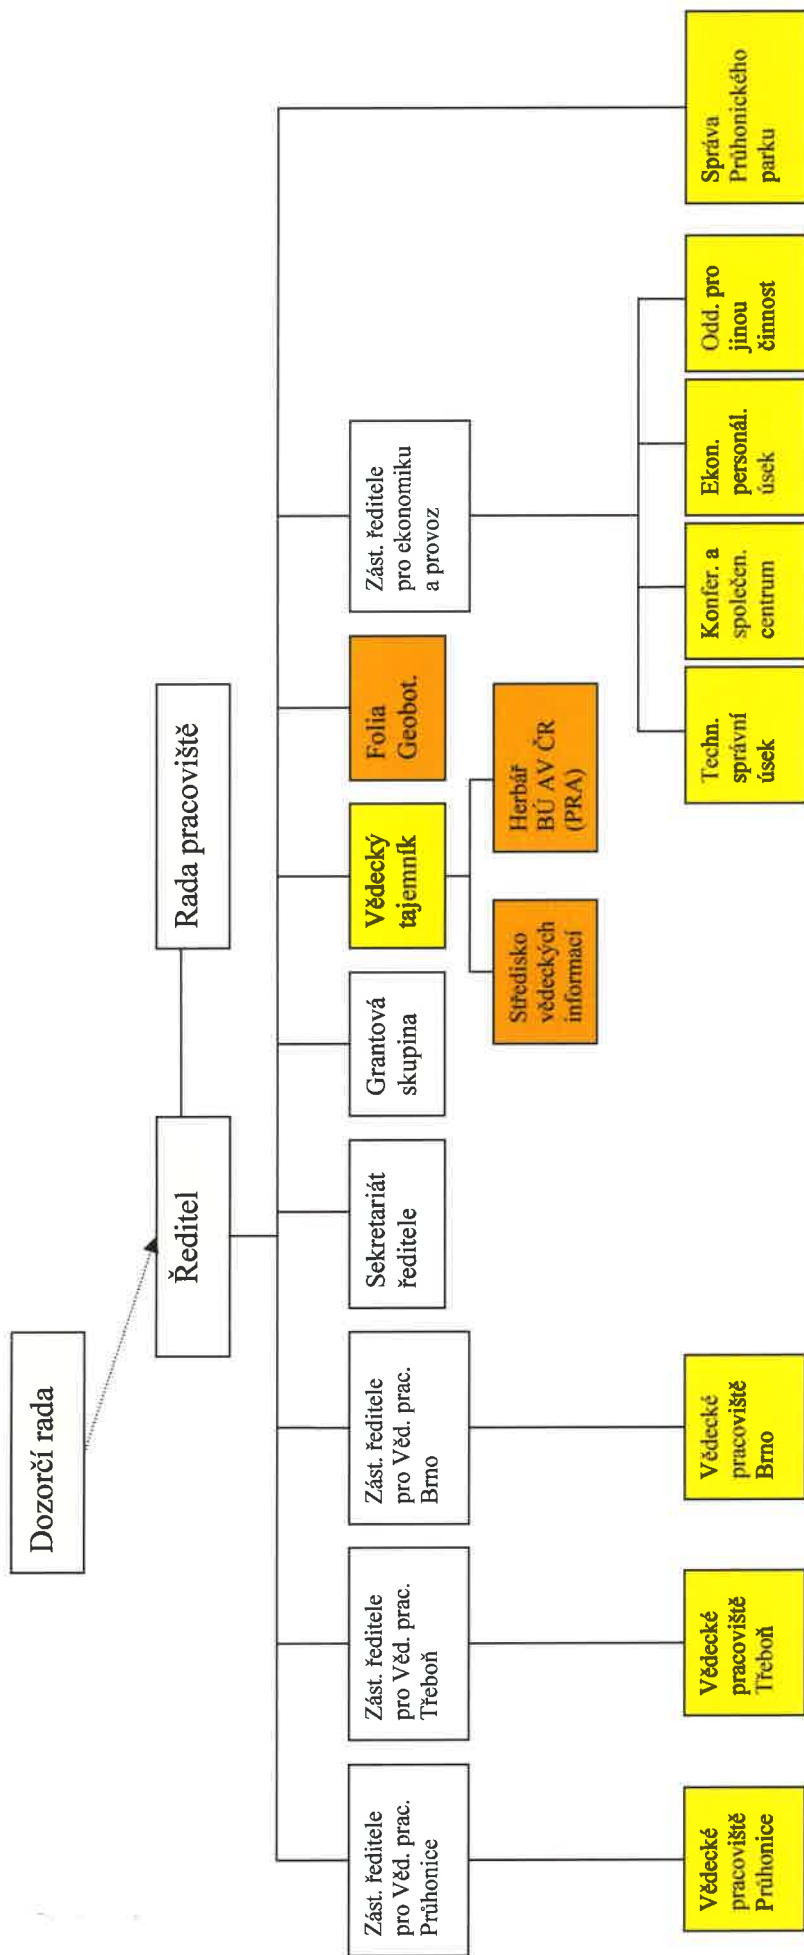 Dozorčí rada
Ředitel
Rada pracoviště
Zást. ředitele
pro Věd. prac.
Průhonice
Zást. ředitele
pro Věd. prac.
Třeboň
Zást. ředitele
pro Věd. prac.
Brno
Sekretariát
ředitele
Grantová
skupina
Vědecký
tajemník
Folia
Geobot.
Zást. ředitele
pro ekonomiku
a provoz
Středisko
vědeckých
informací
Herbář
BÚ AV ČR
(PRA)
Vědecké
pracoviště
Průhonice
Vědecké
pracoviště
Třeboň
Vědecké
pracoviště
Brno
Techn.
správní
úsek
Konfer. a
společen.
centrum
Ekon.
personál.
úsek
Odd. pro
jinou
činnost
Správa
Průhonického
parku